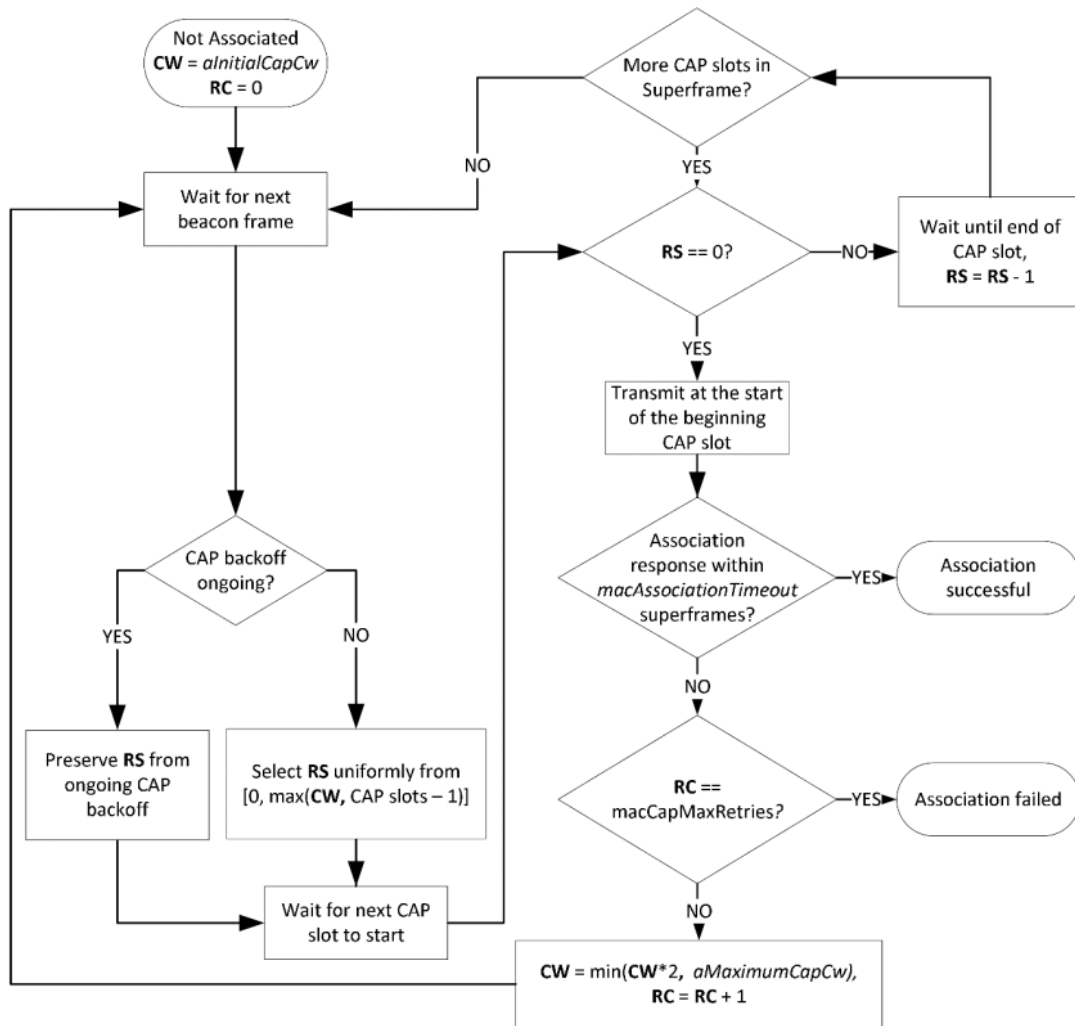 Not Associated
CW = aInitialCapCw
RC = 0
More CAP slots in
Superframe?
NO
YES
Wait for next
beacon frame
RS == 0?
NO
Wait until end of
CAP slot,
RS = RS - 1
YES
Transmit at the start
of the beginning
CAP slot
CAP backoff
ongoing?
YES
NO
Association
response within
macAssociationTimeout
superframes?
YES
Association
successful
NO
Preserve RS from
ongoing CAP
backoff
Select RS uniformly from
[0, max(CW, CAP slots – 1)]
RC ==
macCapMaxRetries?
YES
Association failed
Wait for next CAP
slot to start
NO
CW = min(CW*2, aMaximumCapCw),
RC = RC + 1